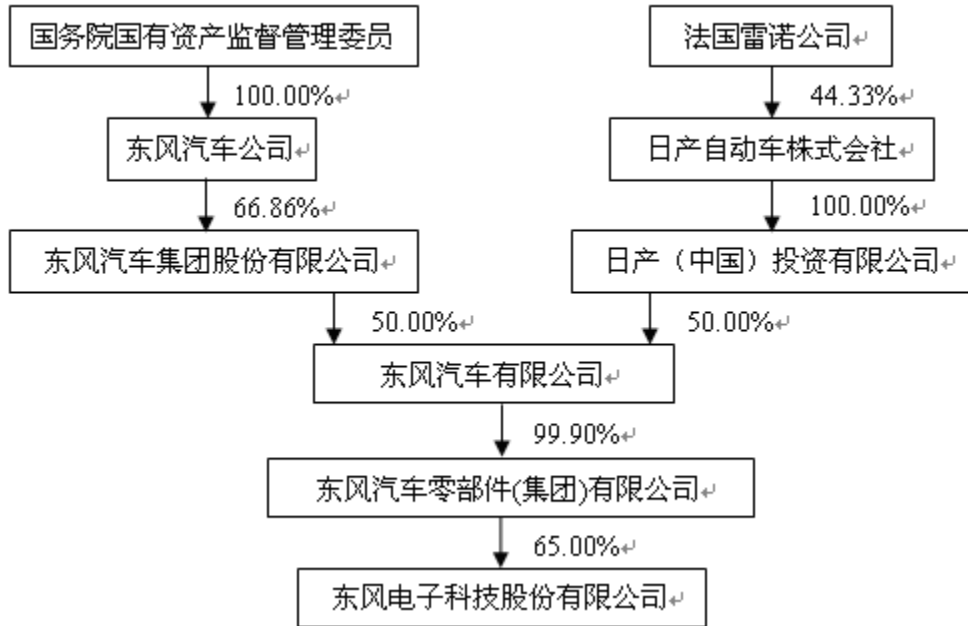 国务院国有资产监督管理委员
法国雷诺公司
100.00%
44.33%
东风汽车公司
日产自动车株式会社
66.86%
100.00%
东风汽车集团股份有限公司
日产（中国）投资有限公司
50.00%
50.00%
东风汽车有限公司
99.90%
东风汽车零部件(集团)有限公司
65.00%
东风电子科技股份有限公司